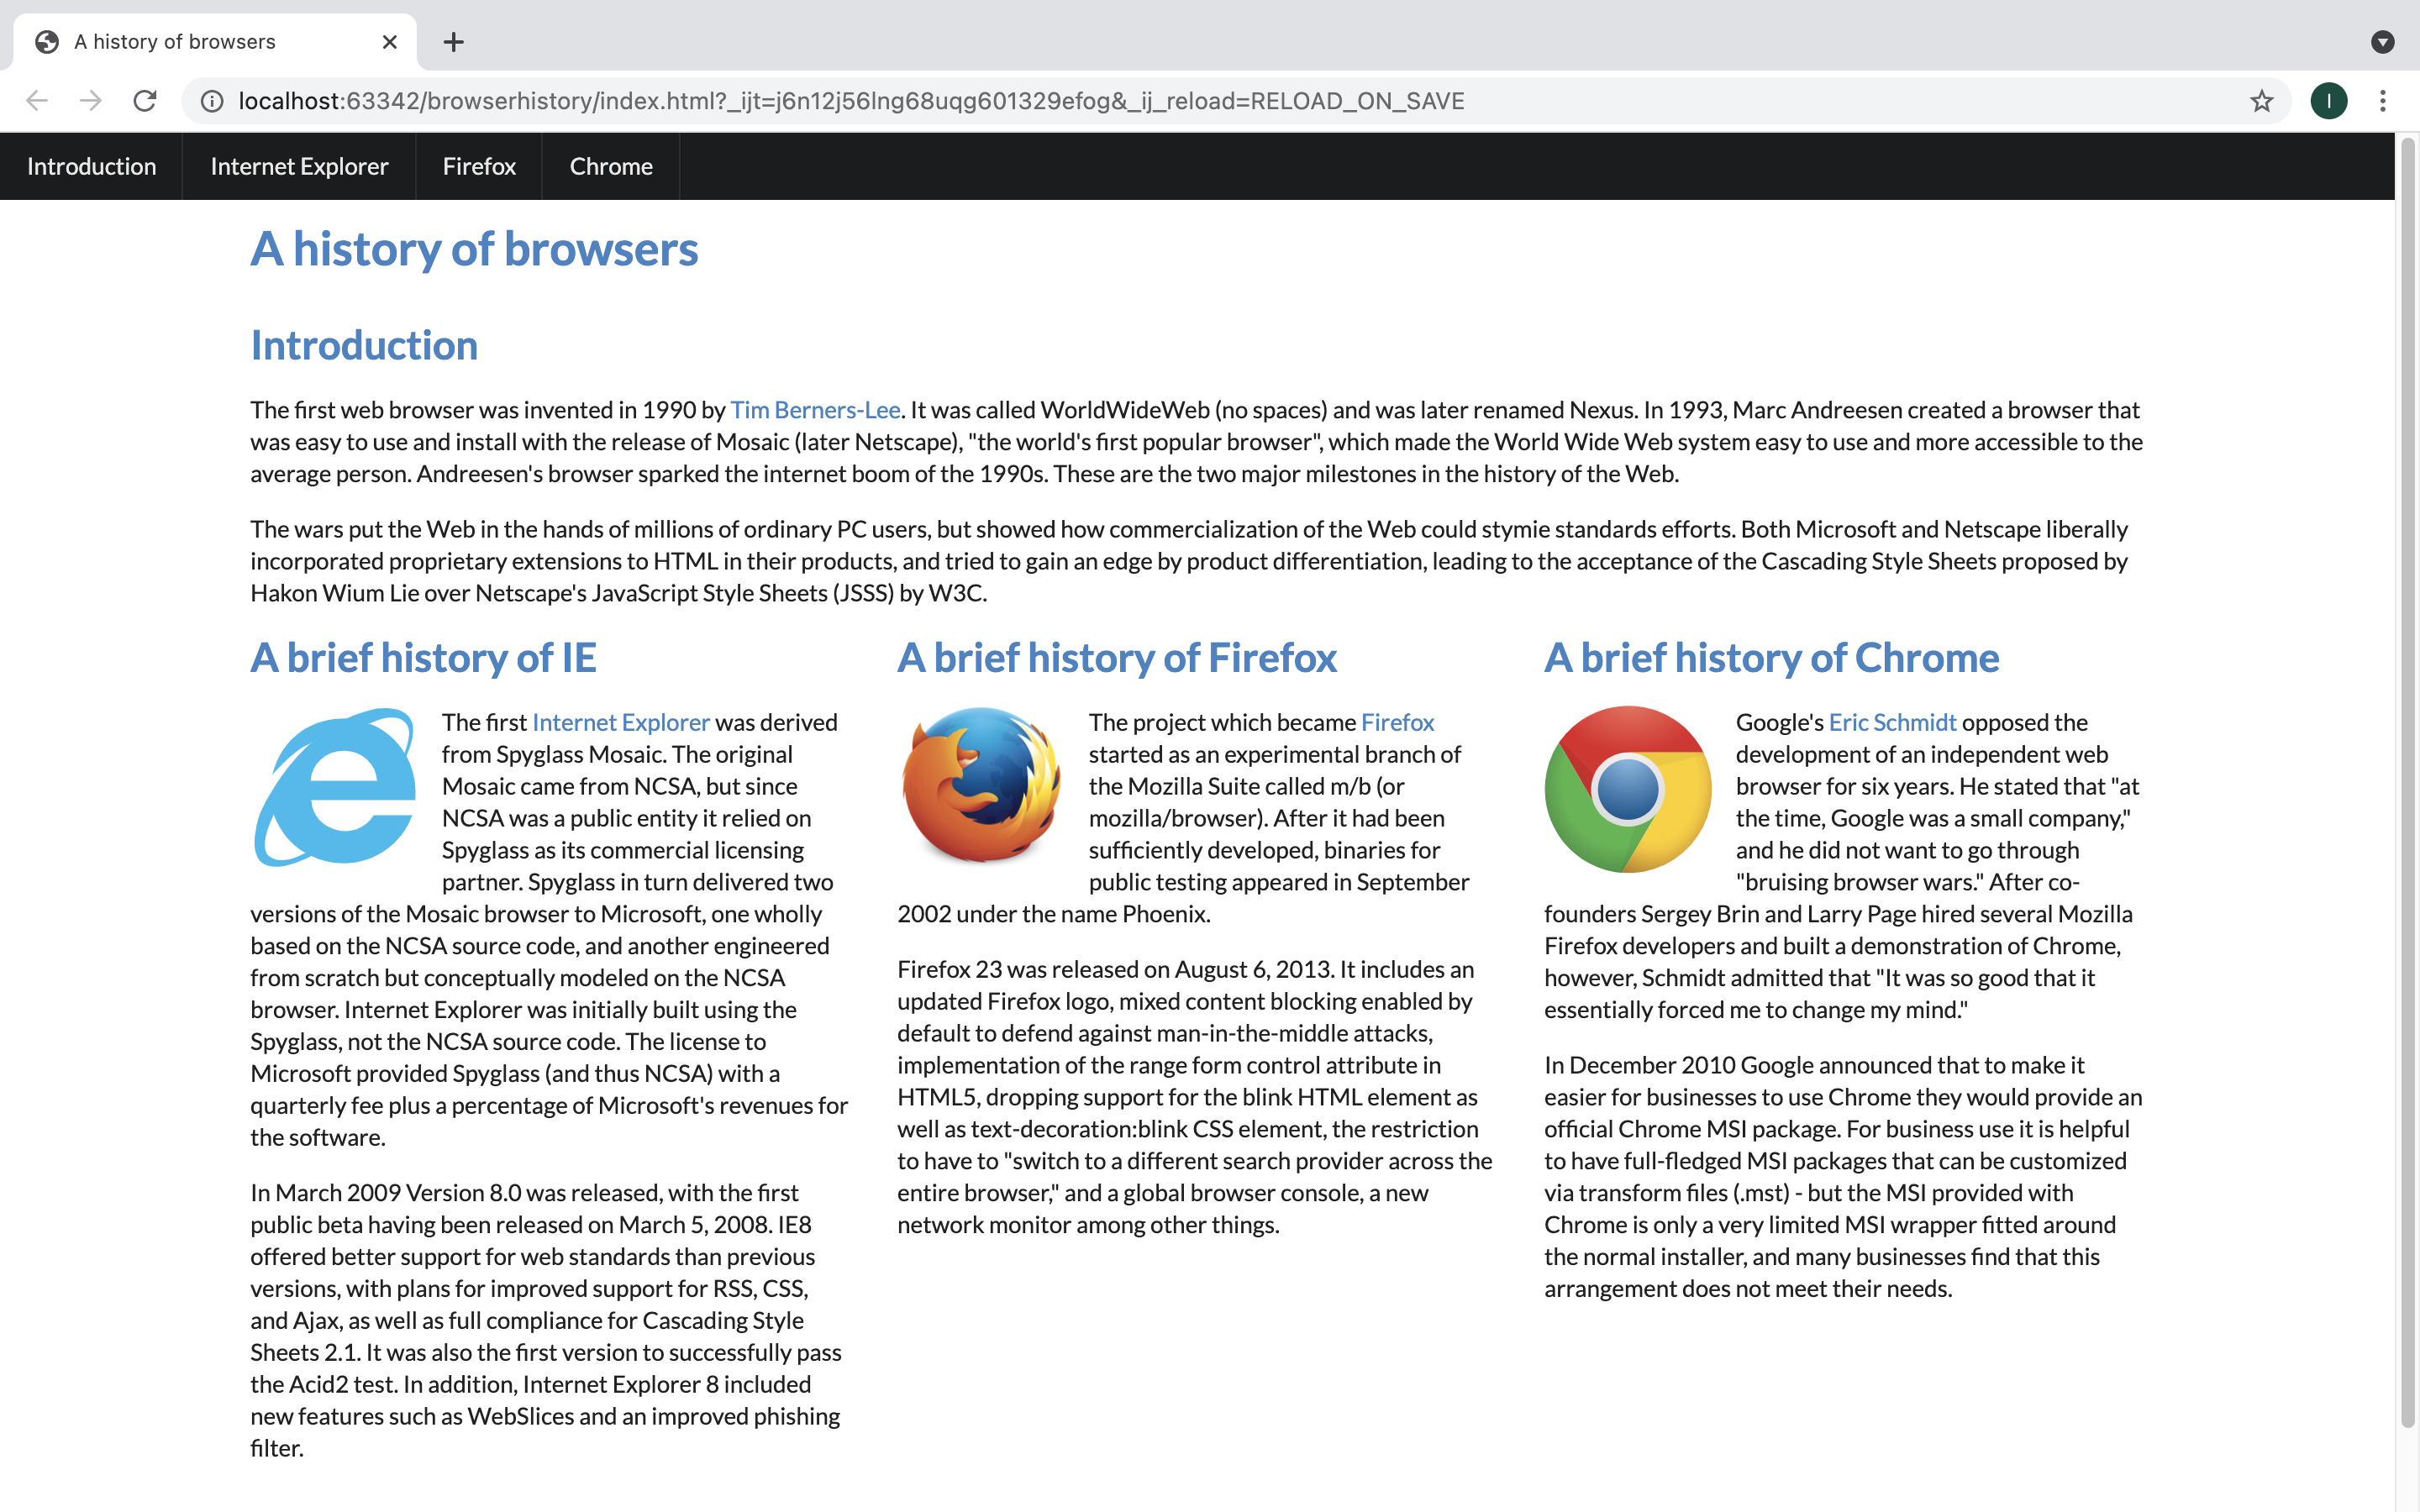 A history of browsers
localhost:63342/browserhistory/index.html?_ijt=j6n12j56lng68uqg601329efog&_ij_reload=RELOAD_ON_SAVE
I
Introduction
Internet Explorer
Firefox
Chrome
A history of browsers
Introduction
The first web browser was invented in 1990 by Tim Berners-Lee. It was called WorldWideWeb (no spaces) and was later renamed Nexus. In 1993, Marc Andreesen created a browser that
was easy to use and install with the release of Mosaic (later Netscape), "the world's first popular browser", which made the World Wide Web system easy to use and more accessible to the
average person. Andreesen's browser sparked the internet boom of the 1990s. These are the two major milestones in the history of the Web.
The wars put the Web in the hands of millions of ordinary PC users, but showed how commercialization of the Web could stymie standards efforts. Both Microsoft and Netscape liberally
incorporated proprietary extensions to HTML in their products, and tried to gain an edge by product differentiation, leading to the acceptance of the Cascading Style Sheets proposed by
Hakon Wium Lie over Netscape's JavaScript Style Sheets (JSSS) by W3C.
A brief history of IE
The first Internet Explorer was derived
from Spyglass Mosaic. The original
Mosaic came from NCSA, but since
NCSA was a public entity it relied on
Spyglass as its commercial licensing
partner. Spyglass in turn delivered two
versions of the Mosaic browser to Microsoft, one wholly
based on the NCSA source code, and another engineered
from scratch but conceptually modeled on the NCSA
browser. Internet Explorer was initially built using the
Spyglass, not the NCSA source code. The license to
Microsoft provided Spyglass (and thus NCSA) with a
quarterly fee plus a percentage of Microsoft's revenues for
the software.
In March 2009 Version 8.0 was released, with the first
public beta having been released on March 5, 2008. IE8
offered better support for web standards than previous
versions, with plans for improved support for RSS, CSS,
and Ajax, as well as full compliance for Cascading Style
Sheets 2.1. It was also the first version to successfully pass
the Acid2 test. In addition, Internet Explorer 8 included
new features such as WebSlices and an improved phishing
filter.
A brief history of Firefox
The project which became Firefox
started as an experimental branch of
the Mozilla Suite called m/b (or
mozilla/browser). After it had been
sufficiently developed, binaries for
public testing appeared in September
2002 under the name Phoenix.
Firefox 23 was released on August 6, 2013. It includes an
updated Firefox logo, mixed content blocking enabled by
default to defend against man-in-the-middle attacks,
implementation of the range form control attribute in
HTML5, dropping support for the blink HTML element as
well as text-decoration:blink CSS element, the restriction
to have to "switch to a different search provider across the
entire browser," and a global browser console, a new
network monitor among other things.
A brief history of Chrome
Google's Eric Schmidt opposed the
development of an independent web
browser for six years. He stated that "at
the time, Google was a small company,"
and he did not want to go through
"bruising browser wars." After co-
founders Sergey Brin and Larry Page hired several Mozilla
Firefox developers and built a demonstration of Chrome,
however, Schmidt admitted that "It was so good that it
essentially forced me to change my mind."
In December 2010 Google announced that to make it
easier for businesses to use Chrome they would provide an
official Chrome MSI package. For business use it is helpful
to have full-fledged MSI packages that can be customized
via transform files (.mst) - but the MSI provided with
Chrome is only a very limited MSI wrapper fitted around
the normal installer, and many businesses find that this
arrangement does not meet their needs.